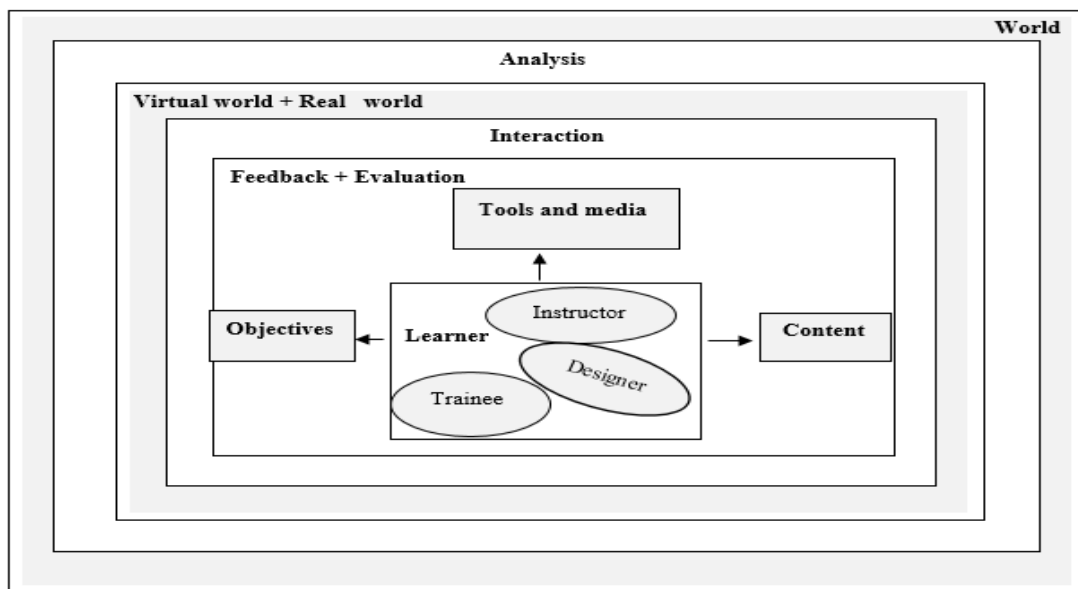 World
Analysis
Virtual world + Real world
Interaction
Feedback + Evaluation
Tools and media
Instructor
Objectives
Learner
Content
Designer
Trainee